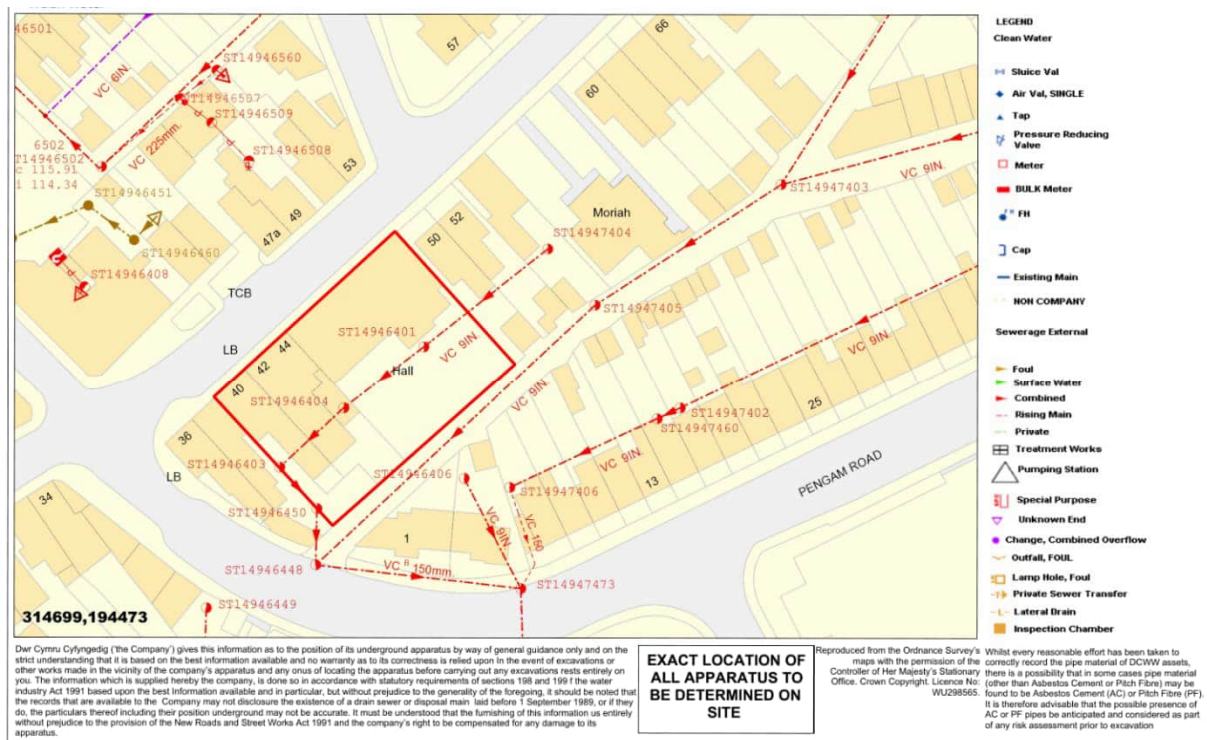 46501
ST14946560
57
66
VC 6IN.
ST14946507
ST14946509
60
6502
ST14946502
c 115.91
i 114.34
VC 225mm.
ST14946508
VC 9IN.
ST14946451
53
ST14947403
49
52
Moriah
47a
50
ST14947404
ST14946460
ST14946408
TCB
ST14947405
ST14946401
VC 9IN.
VC 9IN.
LB
44
Hall
42
40
VC 9IN.
ST14946404
ST14947402
25
ST14947460
36
ST14946403
VC 9IN.
ST14946406
LB
PENGAM ROAD
ST14947406
13
34
ST14946450
VC 9IN.
VC 150
1
ST14946448
VC 150mm.
ST14947473
ST14946449
314699,194473
LEGEND
Clean Water
Sluice Val
Air Val, SINGLE
Tap
Pressure Reducing
Valve
Meter
BULK Meter
FH
Cap
Existing Main
NON COMPANY
Sewerage External
Foul
Surface Water
Combined
Rising Main
Private
Treatment Works
Pumping Station
Special Purpose
Unknown End
Change, Combined Overflow
Outfall, FOUL
Lamp Hole, Foul
Private Sewer Transfer
Lateral Drain
Inspection Chamber
Dwr Cymru Cyfyngedig ('the Company') gives this information as to the position of its underground apparatus by way of general guidance only and on the
strict understanding that it is based on the best information available and no warranty as to its correctness is relied upon In the event of excavations or
other works made in the vicinity of the company's apparatus and any onus of locating the apparatus before carrying out any excavations rests entirely on
you. The information which is supplied hereby the company, is done so in accordance with statutory requirements of sections 198 and 199 f the water
industry Act 1991 based upon the best Information available and in particular, but without prejudice to the generality of the foregoing, it should be noted that
the records that are available to the Company may not disclose the existence of a drain sewer or disposal main laid before 1 September 1989, or if they
do, the particulars thereof including their position underground may not be accurate. It must be understood that the furnishing of this information us entirely
without prejudice to the provision of the New Roads and Street Works Act 1991 and the company's right to be compensated for any damage to its
apparatus.
EXACT LOCATION OF
ALL APPARATUS TO
BE DETERMINED ON
SITE
Reproduced from the Ordnance Survey's
maps with the permission of the
Controller of Her Majesty's Stationary
Office. Crown Copyright. Licence No:
WU298565.
Whilst every reasonable effort has been taken to
correctly record the pipe material of DCWW assets,
there is a possibility that in some cases pipe material
(other than Asbestos Cement or Pitch Fibre) may be
found to be Asbestos Cement (AC) or Pitch Fibre (PF).
It is therefore advisable that the possible presence of
AC or PF pipes be anticipated and considered as part
of any risk assessment prior to excavation